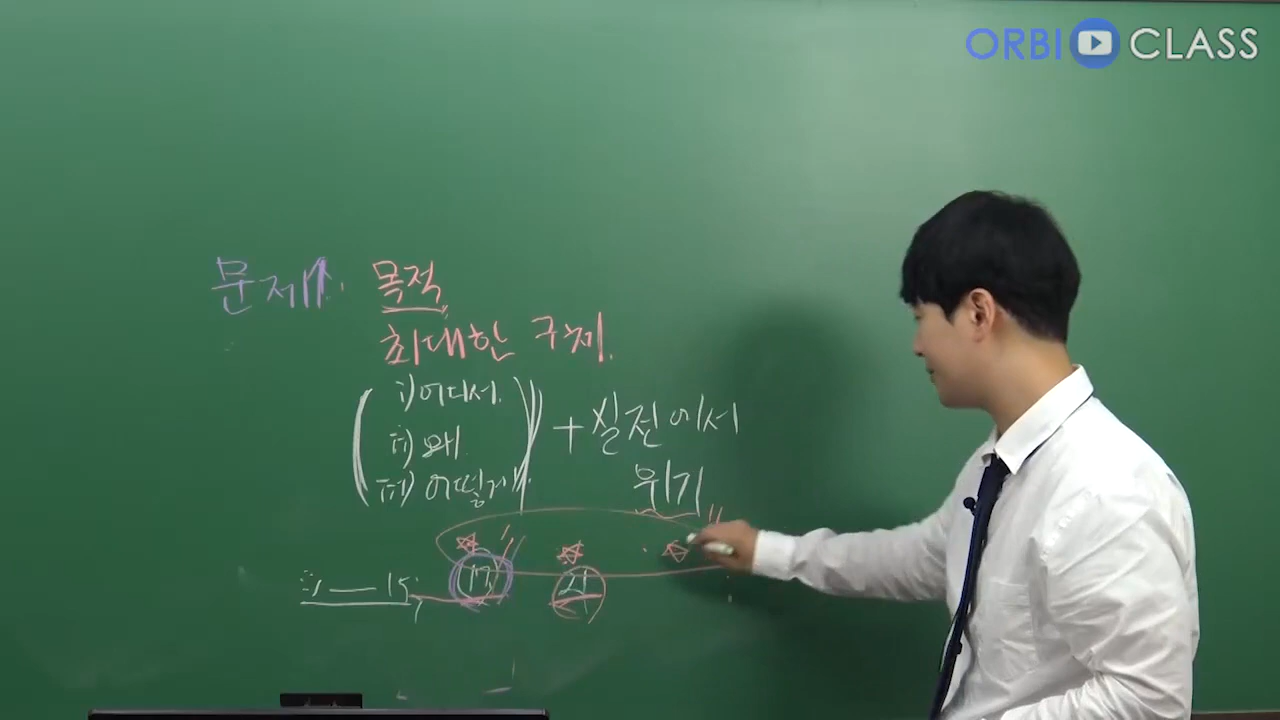 ORBI CLASS
문제↑. 목적
최대한 구체.
i) 어디서.
ii) 왜.
iii) 어떻게
+ 실전에서
위기
1 — 15, 17, 21